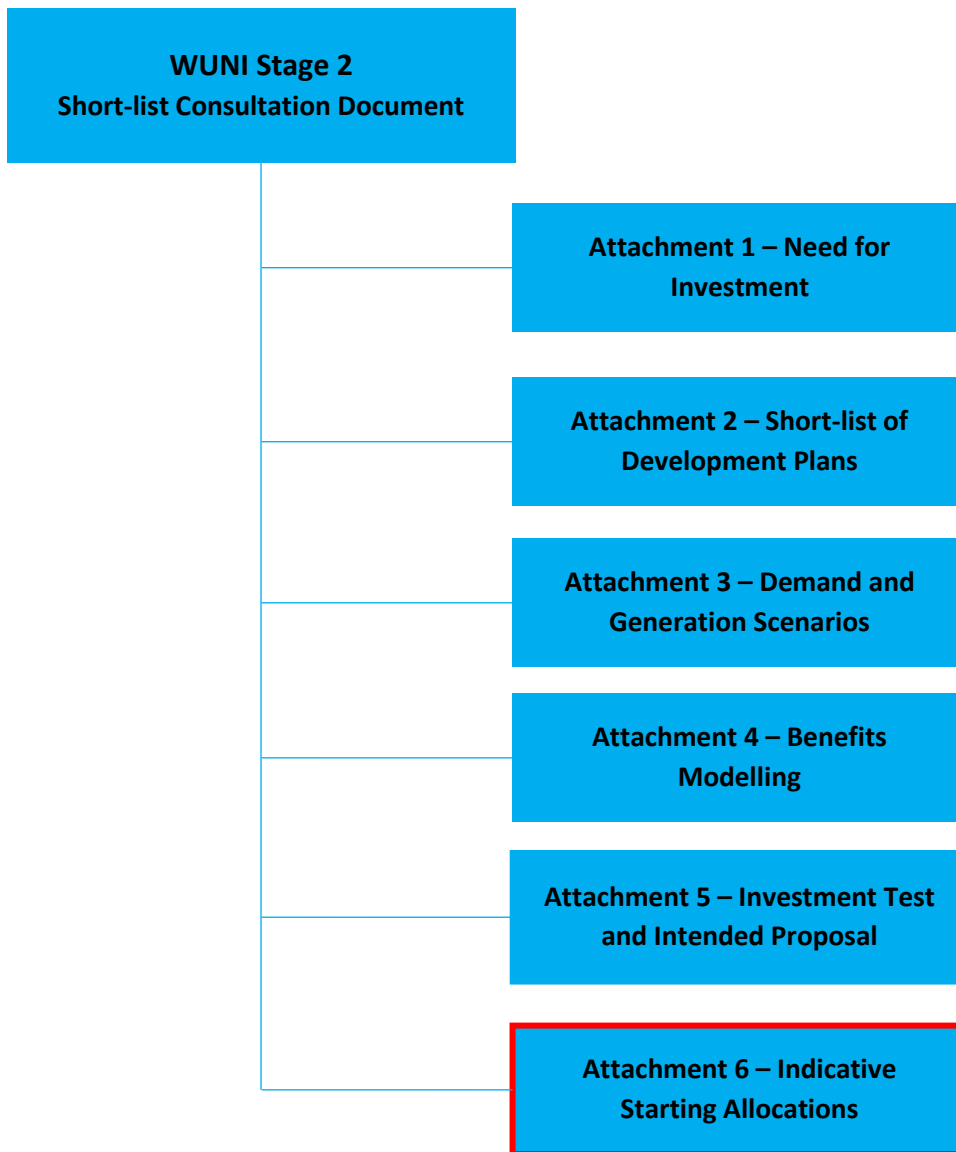 WUNI Stage 2
Short-list Consultation Document
Attachment 1 – Need for
Investment
Attachment 2 – Short-list of
Development Plans
Attachment 3 – Demand and
Generation Scenarios
Attachment 4 – Benefits
Modelling
Attachment 5 – Investment Test
and Intended Proposal
Attachment 6 – Indicative
Starting Allocations